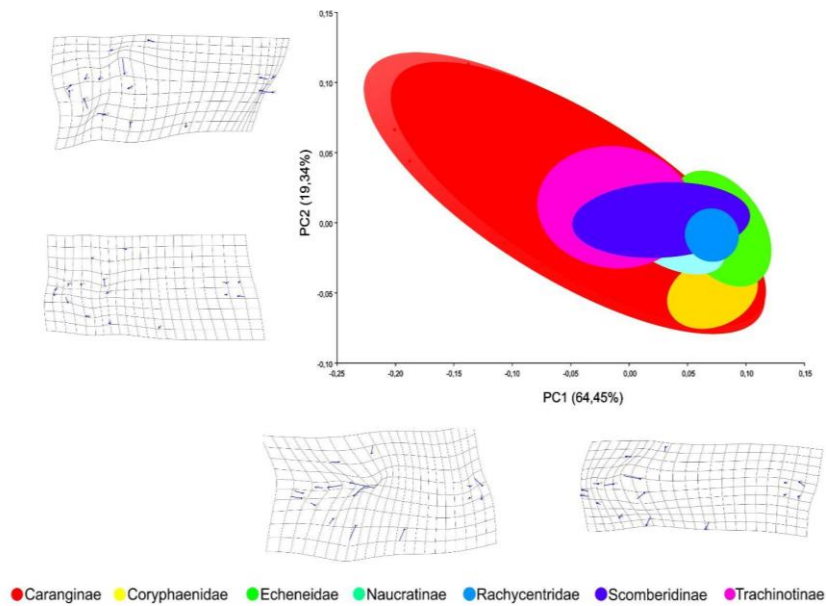 0,15
0,10
0,05
0,00
-0,05
-0,10
PC2 (19,34%)
-0,25 -0,20 -0,15 -0,10 -0,05 0,00 0,05 0,10 0,15
PC1 (64,45%)
Caranginae Coryphaenidae Echeneidae Naucratinae Rachycentridae Scomberidinae Trachinotinae